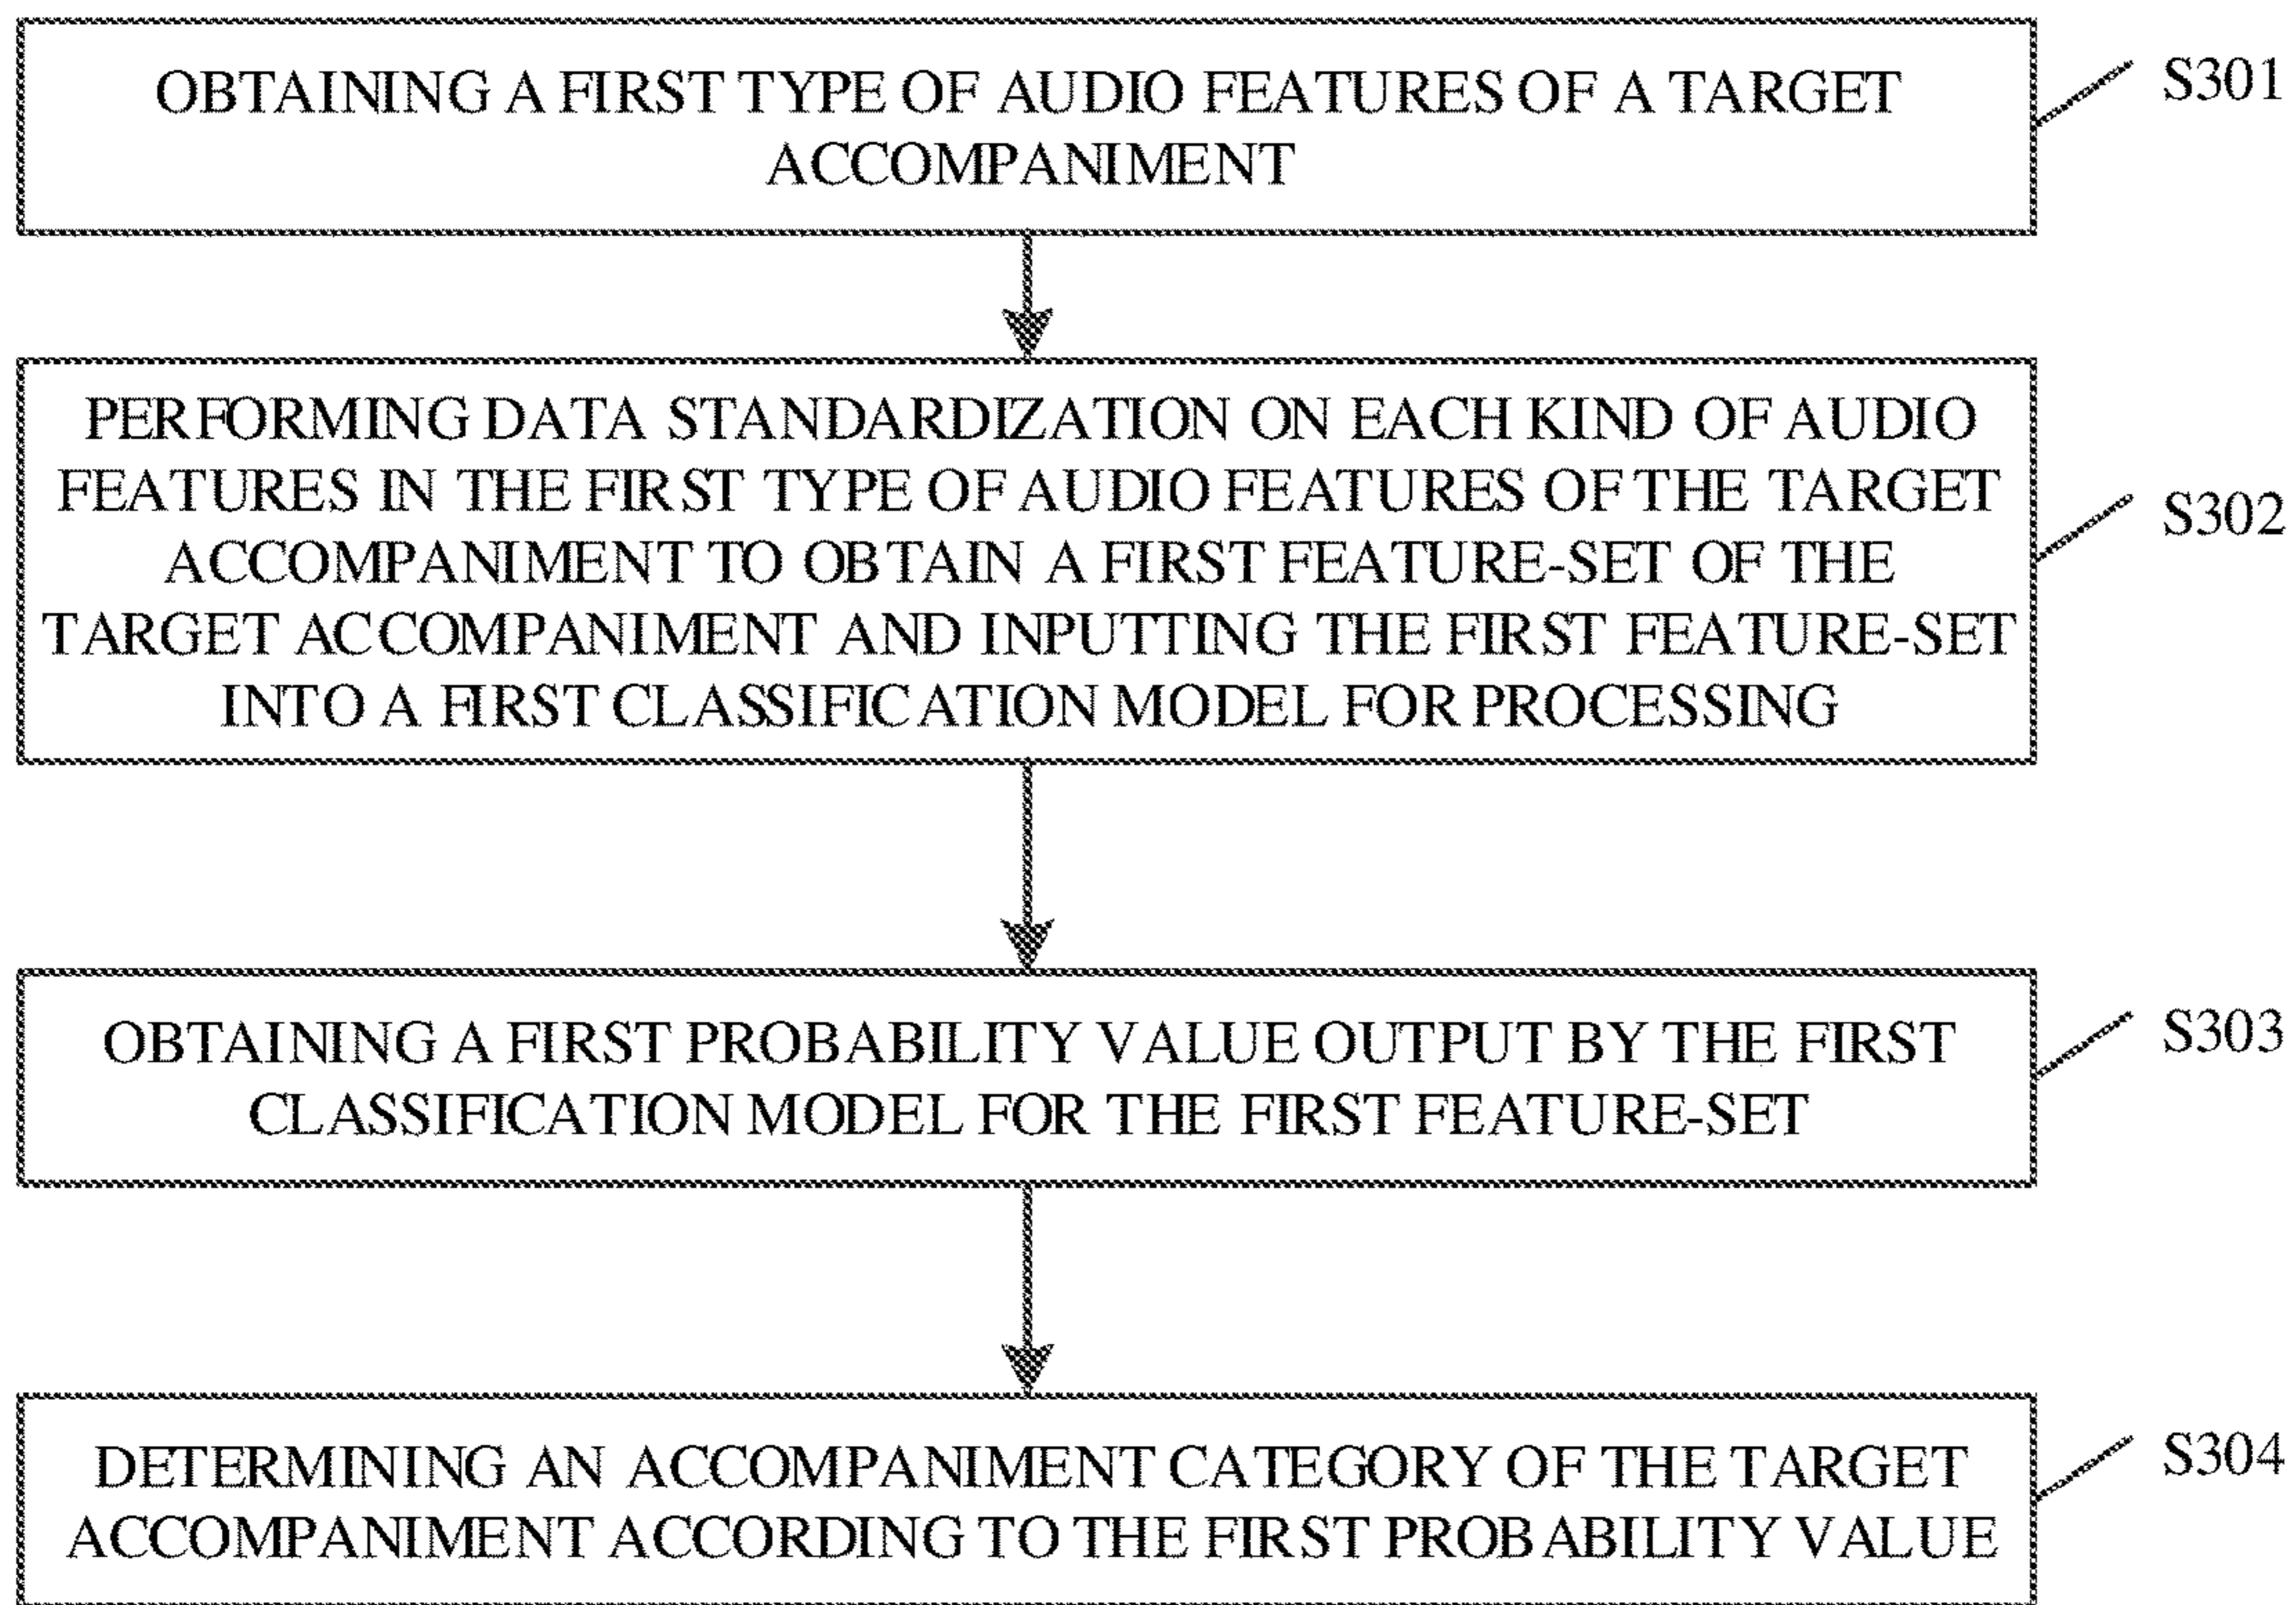 OBTAINING A FIRST TYPE OF AUDIO FEATURES OF A TARGET
ACCOMPANIMENT
S301
PERFORMING DATA STANDARDIZATION ON EACH KIND OF AUDIO
FEATURES IN THE FIRST TYPE OF AUDIO FEATURES OF THE TARGET
ACCOMPANIMENT TO OBTAIN A FIRST FEATURE-SET OF THE
TARGET ACCOMPANIMENT AND INPUTTING THE FIRST FEATURE-SET
INTO A FIRST CLASSIFICATION MODEL FOR PROCESSING
S302
OBTAINING A FIRST PROBABILITY VALUE OUTPUT BY THE FIRST
CLASSIFICATION MODEL FOR THE FIRST FEATURE-SET
S303
DETERMINING AN ACCOMPANIMENT CATEGORY OF THE TARGET
ACCOMPANIMENT ACCORDING TO THE FIRST PROBABILITY VALUE
S304